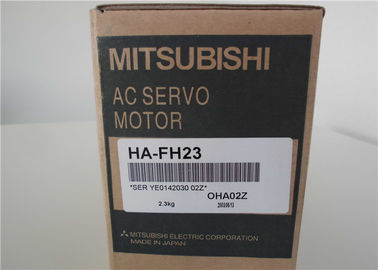 MITSUBISHI
AC SERVO
MOTOR
HA-FH23
*SER YE0142030 02Z*
OHA02Z
2.3kg
MITSUBISHI ELECTRIC CORPORATION
MADE IN JAPAN